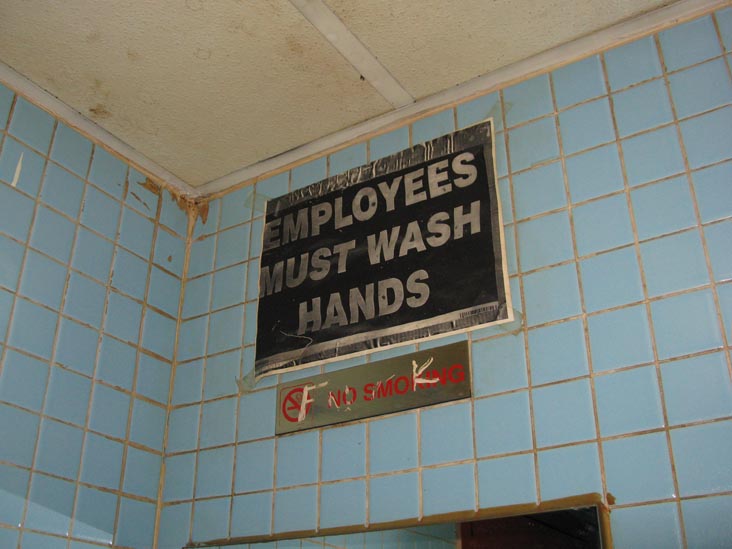 EMPLOYEES
MUST WASH
HANDS
NO SMOKING